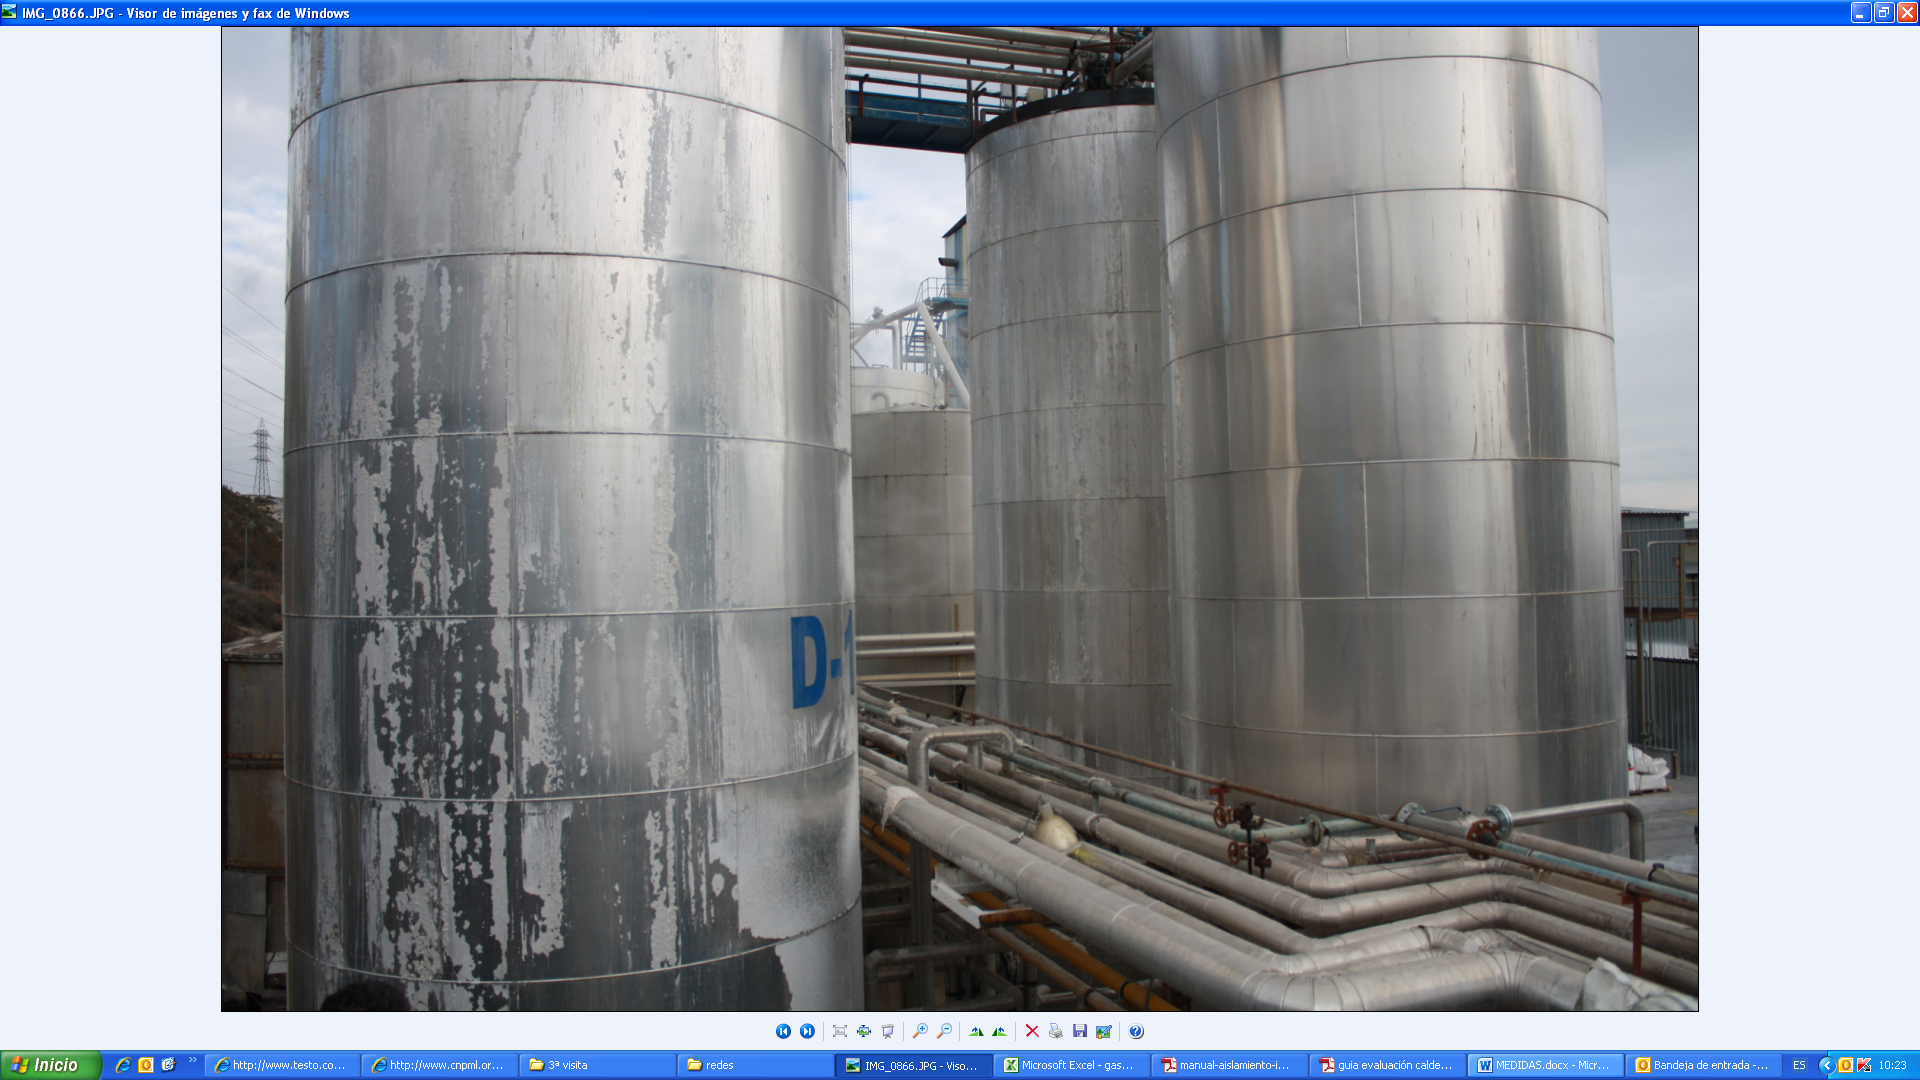 IMG_0866.JPG - Visor de imágenes y fax de Windows
D-1
Inicio
http://www.testo.co...
http://www.cnpml.or...
3ª visita
redes
IMG_0866.JPG - Viso...
Microsoft Excel - gas...
manual-aislamiento-i...
guia evaluación calde...
MEDIDAS.docx - Micr...
Bandeja de entrada -...
ES
10:23